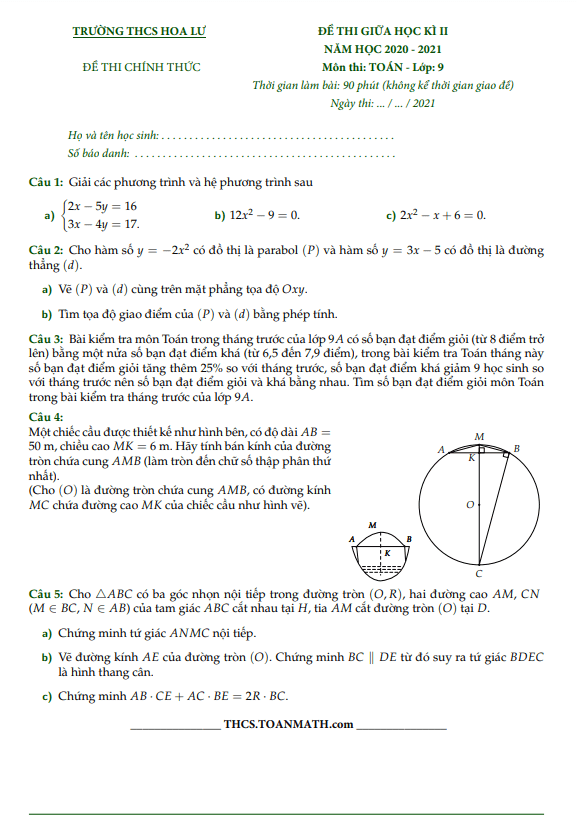 TRƯỜNG THCS HOA LƯ
ĐỀ THI CHÍNH THỨC
ĐỀ THI GIỮA HỌC KÌ II
NĂM HỌC 2020 - 2021
Môn thi: TOÁN - Lớp: 9
Thời gian làm bài: 90 phút (không kể thời gian giao đề)
Ngày thi: ... / ... / 2021
Họ và tên học sinh: . . . . . . . . . . . . . . . . . . . . . . . . . . . . . . . . . . . . . . . .
Số báo danh: . . . . . . . . . . . . . . . . . . . . . . . . . . . . . . . . . . . . . . . . . . . .
Câu 1: Giải các phương trình và hệ phương trình sau
a) { 2x − 5y = 16
3x − 4y = 17.
b) 12x² − 9 = 0.
c) 2x² − x + 6 = 0.
Câu 2: Cho hàm số y = −2x² có đồ thị là parabol (P) và hàm số y = 3x − 5 có đồ thị là đường
thẳng (d).
a) Vẽ (P) và (d) cùng trên mặt phẳng tọa độ Oxy.
b) Tìm tọa độ giao điểm của (P) và (d) bằng phép tính.
Câu 3: Bài kiểm tra môn Toán trong tháng trước của lớp 9A có số bạn đạt điểm giỏi (từ 8 điểm trở
lên) bằng một nửa số bạn đạt điểm khá (từ 6,5 đến 7,9 điểm), trong bài kiểm tra Toán tháng này
số bạn đạt điểm giỏi tăng thêm 25% so với tháng trước, số bạn đạt điểm khá giảm 9 học sinh so
với tháng trước nên số bạn đạt điểm giỏi và khá bằng nhau. Tìm số bạn đạt điểm giỏi môn Toán
trong bài kiểm tra tháng trước của lớp 9A.
Câu 4:
Một chiếc cầu được thiết kế như hình bên, có độ dài AB =
50 m, chiều cao MK = 6 m. Hãy tính bán kính của đường
tròn chứa cung AMB (làm tròn đến chữ số thập phân thứ
nhất).
(Cho (O) là đường tròn chứa cung AMB, có đường kính
MC chứa đường cao MK của chiếc cầu như hình vẽ).
M
A
B
K
M
A
B
K
O
C
Câu 5: Cho △ABC có ba góc nhọn nội tiếp trong đường tròn (O, R), hai đường cao AM, CN
(M ∈ BC, N ∈ AB) của tam giác ABC cắt nhau tại H, tia AM cắt đường tròn (O) tại D.
a) Chứng minh tứ giác ANMC nội tiếp.
b) Vẽ đường kính AE của đường tròn (O). Chứng minh BC ∥ DE từ đó suy ra tứ giác BDEC
là hình thang cân.
c) Chứng minh AB · CE + AC · BE = 2R · BC.
THCS.TOANMATH.com